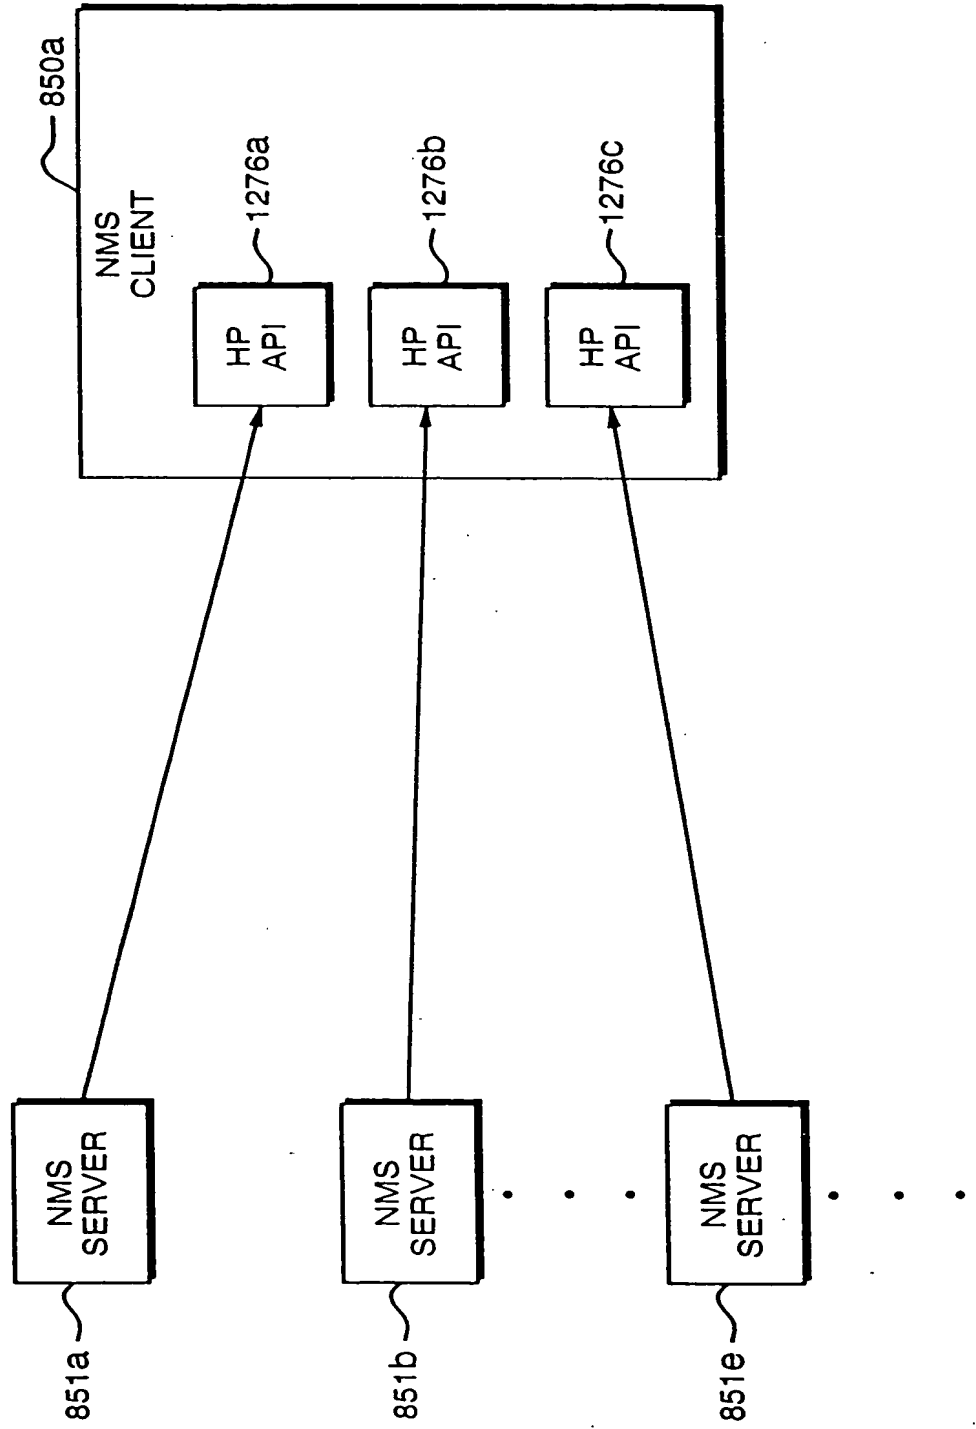 850a
NMS
CLIENT
851a
NMS
SERVER
HP
API
1276a
851b
NMS
SERVER
HP
API
1276b
851e
NMS
SERVER
HP
API
1276c